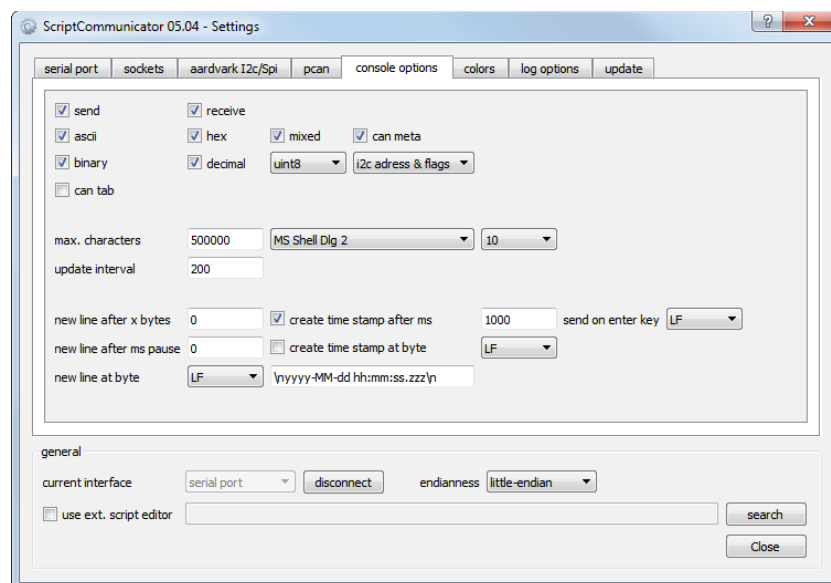 ScriptCommunicator 05.04 - Settings
serial port sockets aardvark I2c/Spi pcan console options colors log options update
send receive
ascii hex mixed can meta
binary decimal uint8 i2c adress & flags
can tab
max. characters 500000 MS Shell Dlg 2 10
update interval 200
new line after x bytes 0 create time stamp after ms 1000 send on enter key LF
new line after ms pause 0 create time stamp at byte LF
new line at byte LF \nyyyy-MM-dd hh:mm:ss.zzz\n
general
current interface serial port disconnect endianness little-endian
use ext. script editor search
Close